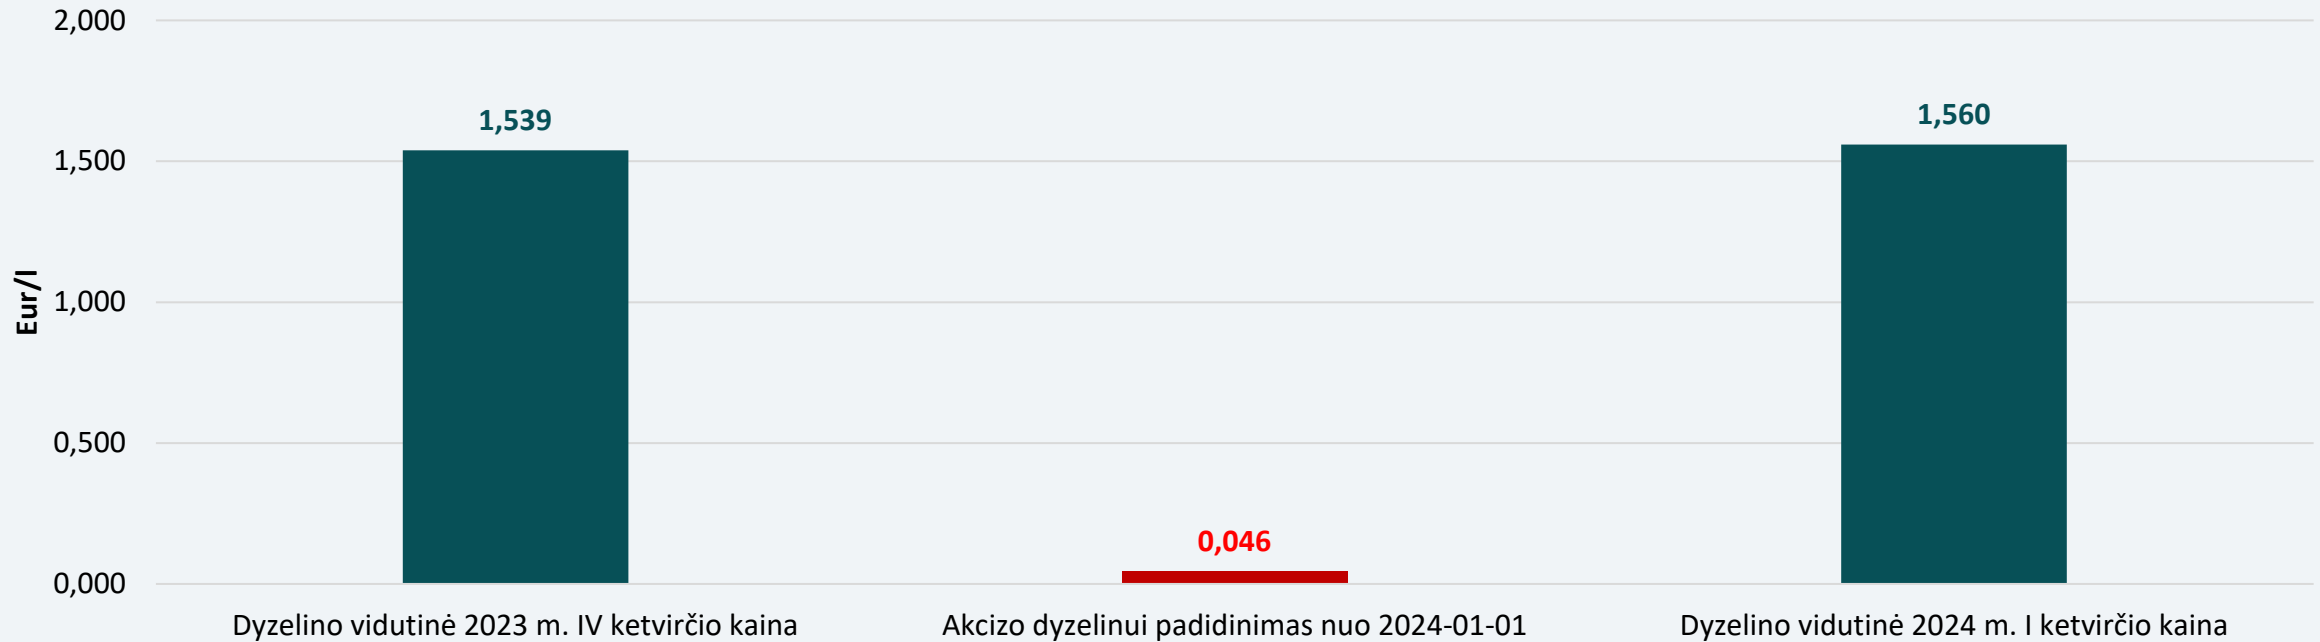 2,000
1,500
1,000
0,500
0,000
Eur/l
1,539
0,046
1,560
Dyzelino vidutinė 2023 m. IV ketvirčio kaina
Akcizo dyzelinui padidinimas nuo 2024-01-01
Dyzelino vidutinė 2024 m. I ketvirčio kaina